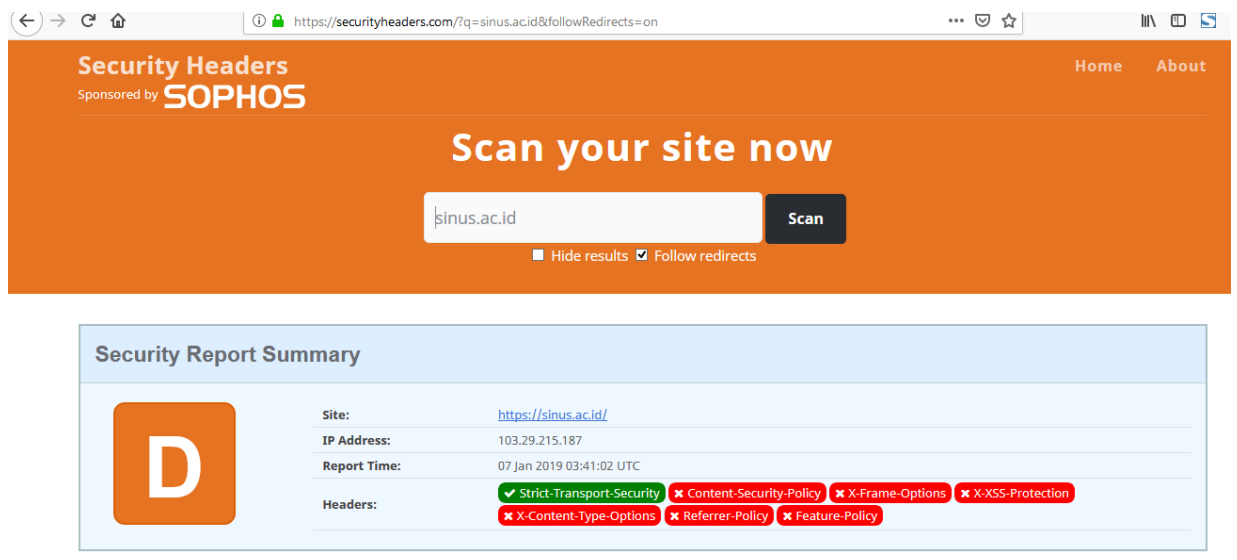 https://securityheaders.com/?q=sinus.ac.id&followRedirects=on
Security Headers
Home About
Sponsored by SOPHOS
Scan your site now
sinus.ac.id Scan
Hide results Follow redirects
Security Report Summary
D
Site: https://sinus.ac.id/
IP Address: 103.29.215.187
Report Time: 07 Jan 2019 03:41:02 UTC
Headers: Strict-Transport-Security Content-Security-Policy X-Frame-Options X-XSS-Protection
X-Content-Type-Options Referrer-Policy Feature-Policy